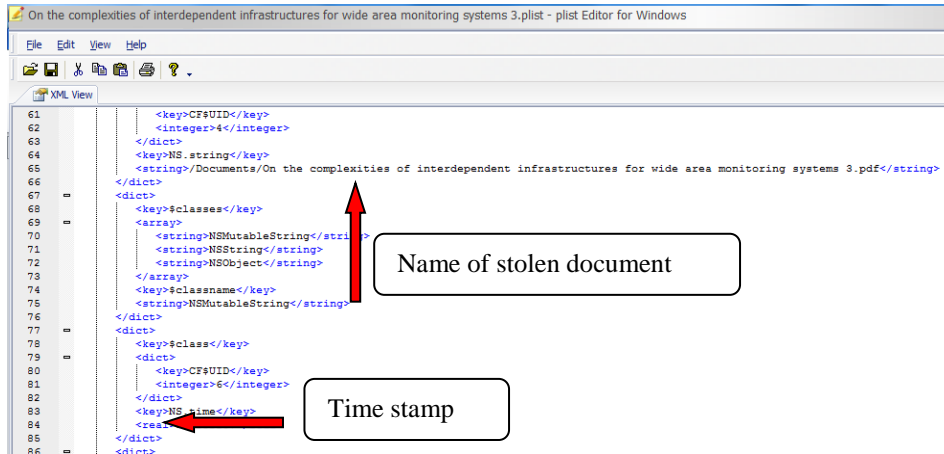 On the complexities of interdependent infrastructures for wide area monitoring systems 3.plist - plist Editor for Windows
File Edit View Help
XML View
61 <key>CF$UID</key>
62 <integer>4</integer>
63 </dict>
64 <key>NS.string</key>
65 <string>/Documents/On the complexities of interdependent infrastructures for wide area monitoring systems 3.pdf</string>
66 </dict>
67 <dict>
68 <key>$classes</key>
69 <array>
70 <string>NSMutableString</string>
71 <string>NSString</string>
72 <string>NSObject</string>
73 </array>
74 <key>$classname</key>
75 <string>NSMutableString</string>
76 </dict>
77 <dict>
78 <key>$class</key>
79 <dict>
80 <key>CF$UID</key>
81 <integer>6</integer>
82 </dict>
83 <key>NS.time</key>
84 <real
85 </dict>
86 <dict>
Name of stolen document
Time stamp